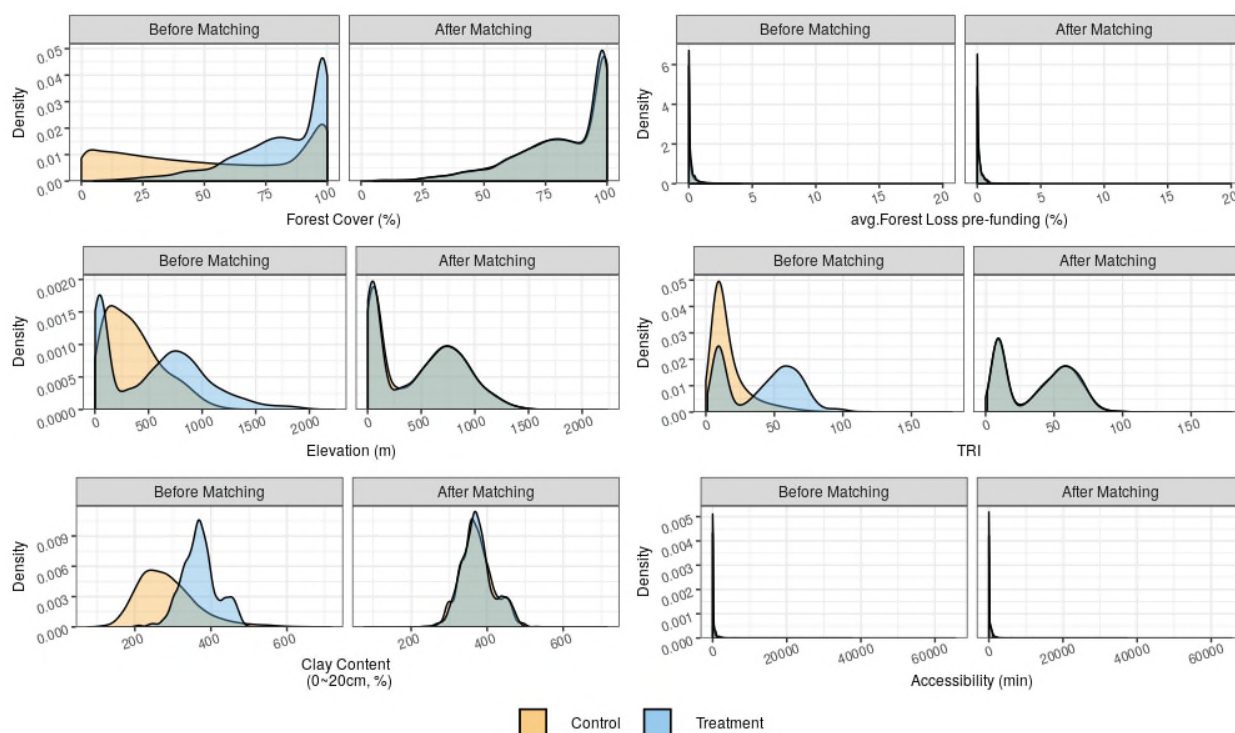 Before Matching
After Matching
Density
0.05
0.04
0.03
0.02
0.01
0.00
0 25 50 75 100
0 25 50 75 100
Forest Cover (%)
Before Matching
After Matching
Density
6
4
2
0
0 5 10 15 20
0 5 10 15 20
avg.Forest Loss pre-funding (%)
Before Matching
After Matching
Density
0.0020
0.0015
0.0010
0.0005
0.0000
0 500 1000 1500 2000
0 500 1000 1500 2000
Elevation (m)
Before Matching
After Matching
Density
0.05
0.04
0.03
0.02
0.01
0.00
0 50 100 150
0 50 100 150
TRI
Before Matching
After Matching
Density
0.009
0.006
0.003
0.000
200 400 600
200 400 600
Clay Content
(0~20cm, %)
Before Matching
After Matching
Density
0.005
0.004
0.003
0.002
0.001
0.000
0 20000 40000 60000
0 20000 40000 60000
Accessibility (min)
Control
Treatment